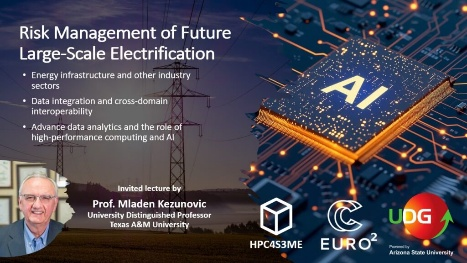 Risk Management of Future
Large-Scale Electrification
• Energy infrastructure and other industry
sectors
• Data integration and cross-domain
interoperability
• Advance data analytics and the role of
high-performance computing and AI
AI
Invited lecture by
Prof. Mladen Kezunovic
University Distinguished Professor
Texas A&M University
HPC4S3ME
EURO²
UDG
Powered by
Arizona State University